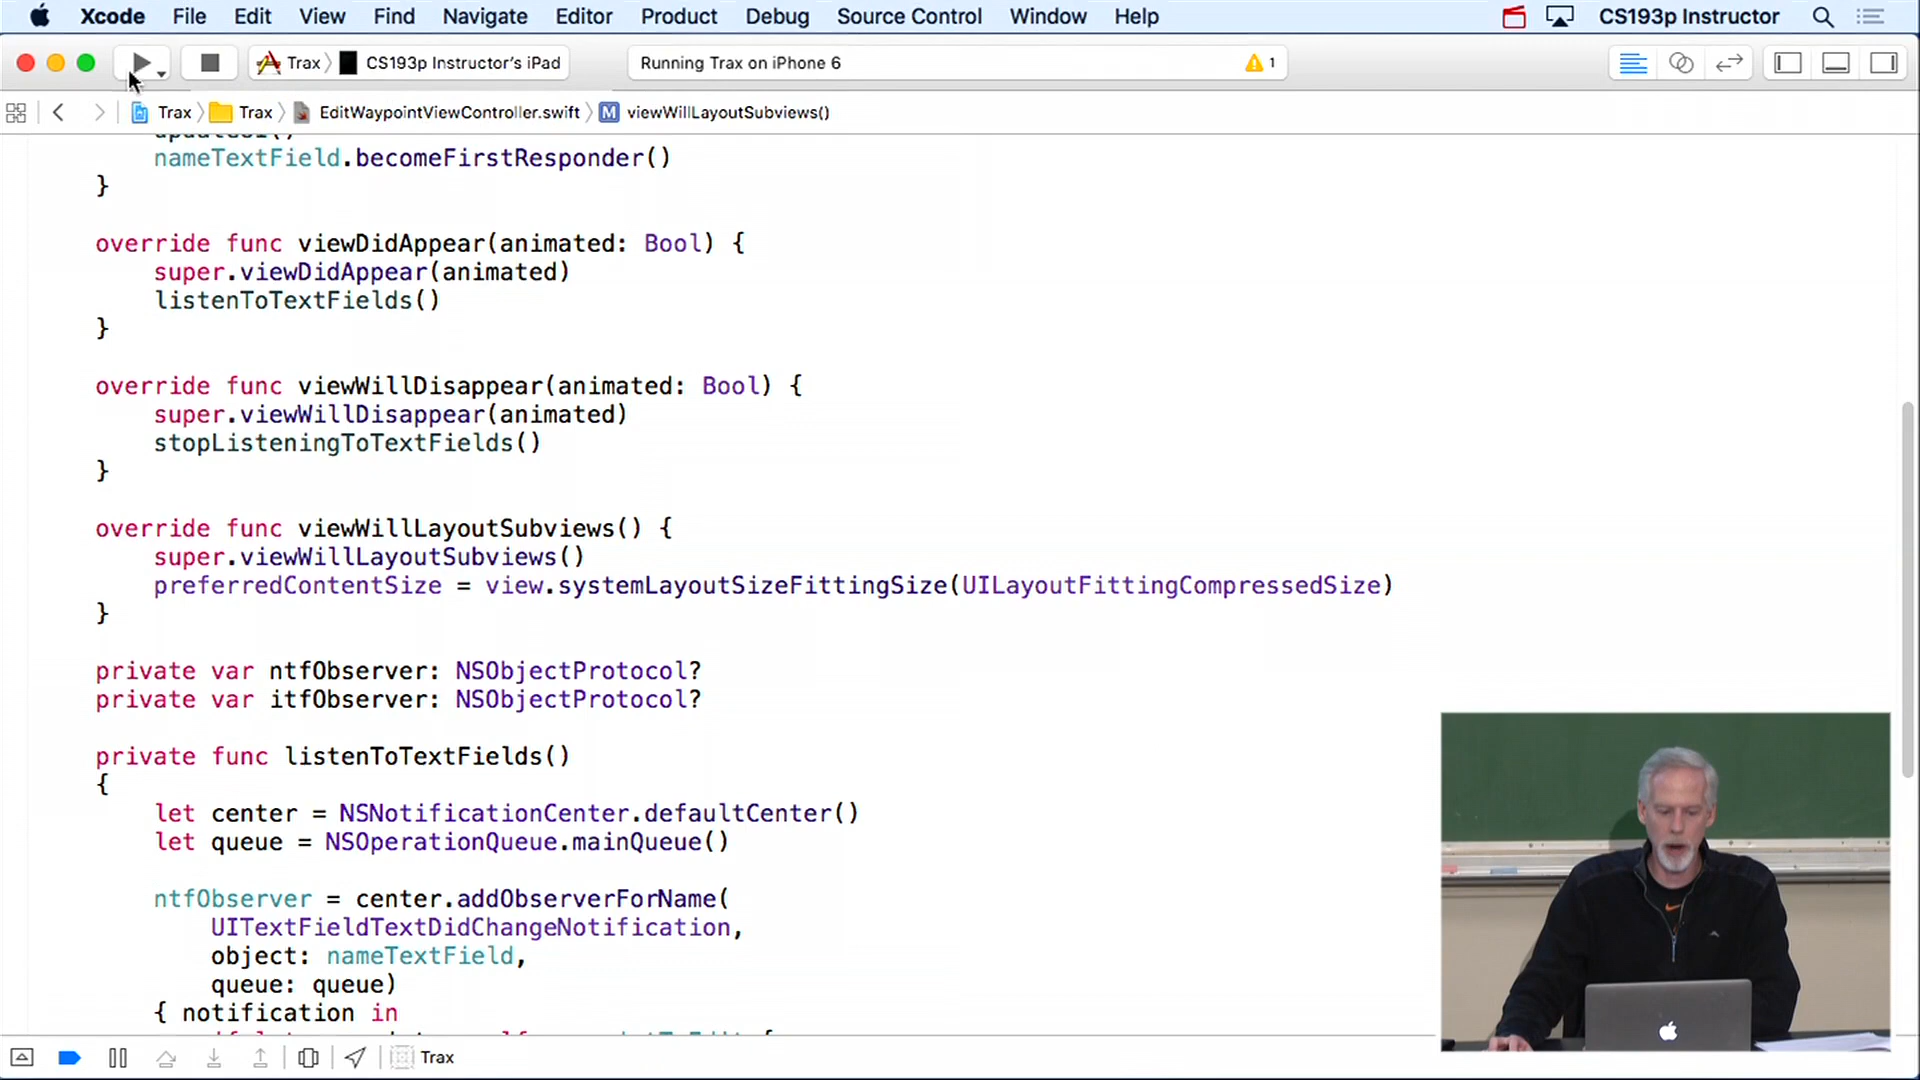 Xcode File Edit View Find Navigate Editor Product Debug Source Control Window Help CS193p Instructor
Trax CS193p Instructor's iPad Running Trax on iPhone 6 1
Trax Trax EditWaypointViewController.swift M viewWillLayoutSubviews()
nameTextField.becomeFirstResponder()
}
override func viewDidAppear(animated: Bool) {
super.viewDidAppear(animated)
listenToTextFields()
}
override func viewWillDisappear(animated: Bool) {
super.viewWillDisappear(animated)
stopListeningToTextFields()
}
override func viewWillLayoutSubviews() {
super.viewWillLayoutSubviews()
preferredContentSize = view.systemLayoutSizeFittingSize(UILayoutFittingCompressedSize)
}
private var ntfObserver: NSObjectProtocol?
private var itfObserver: NSObjectProtocol?
private func listenToTextFields()
{
let center = NSNotificationCenter.defaultCenter()
let queue = NSOperationQueue.mainQueue()
ntfObserver = center.addObserverForName(
UITextFieldTextDidChangeNotification,
object: nameTextField,
queue: queue)
{ notification in
Trax